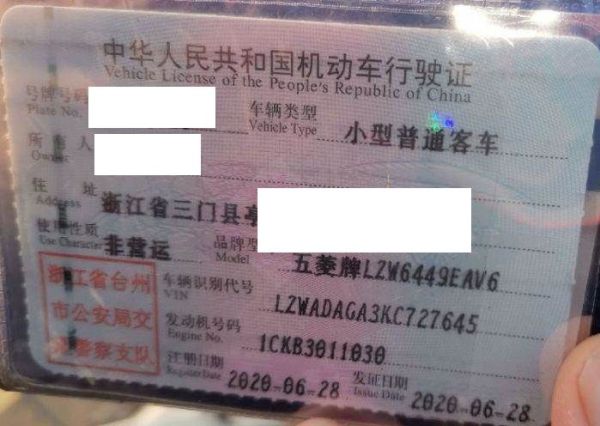 中华人民共和国机动车行驶证
Vehicle License of the People's Republic of China
号牌号码
Plate No.
车辆类型
Vehicle Type
小型普通客车
所有人
Owner
住址
Address
浙江省三门县亭
使用性质
Use Character
非营运
品牌型
Model
五菱牌LZW6449EAV6
浙江省台州
市公安局交
通警察支队
车辆识别代号
VIN
LZWADAGA3KC727645
发动机号码
Engine No.
1CKB3011030
注册日期
Register Date
2020-06-28
发证日期
Issue Date
2020-06-28